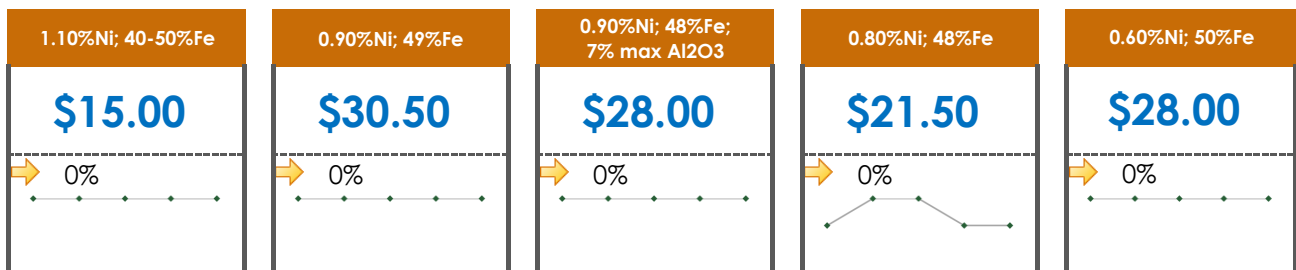 1.10%Ni; 40-50%Fe
$15.00
0%
0.90%Ni; 49%Fe
$30.50
0%
0.90%Ni; 48%Fe;
7% max Al2O3
$28.00
0%
0.80%Ni; 48%Fe
$21.50
0%
0.60%Ni; 50%Fe
$28.00
0%